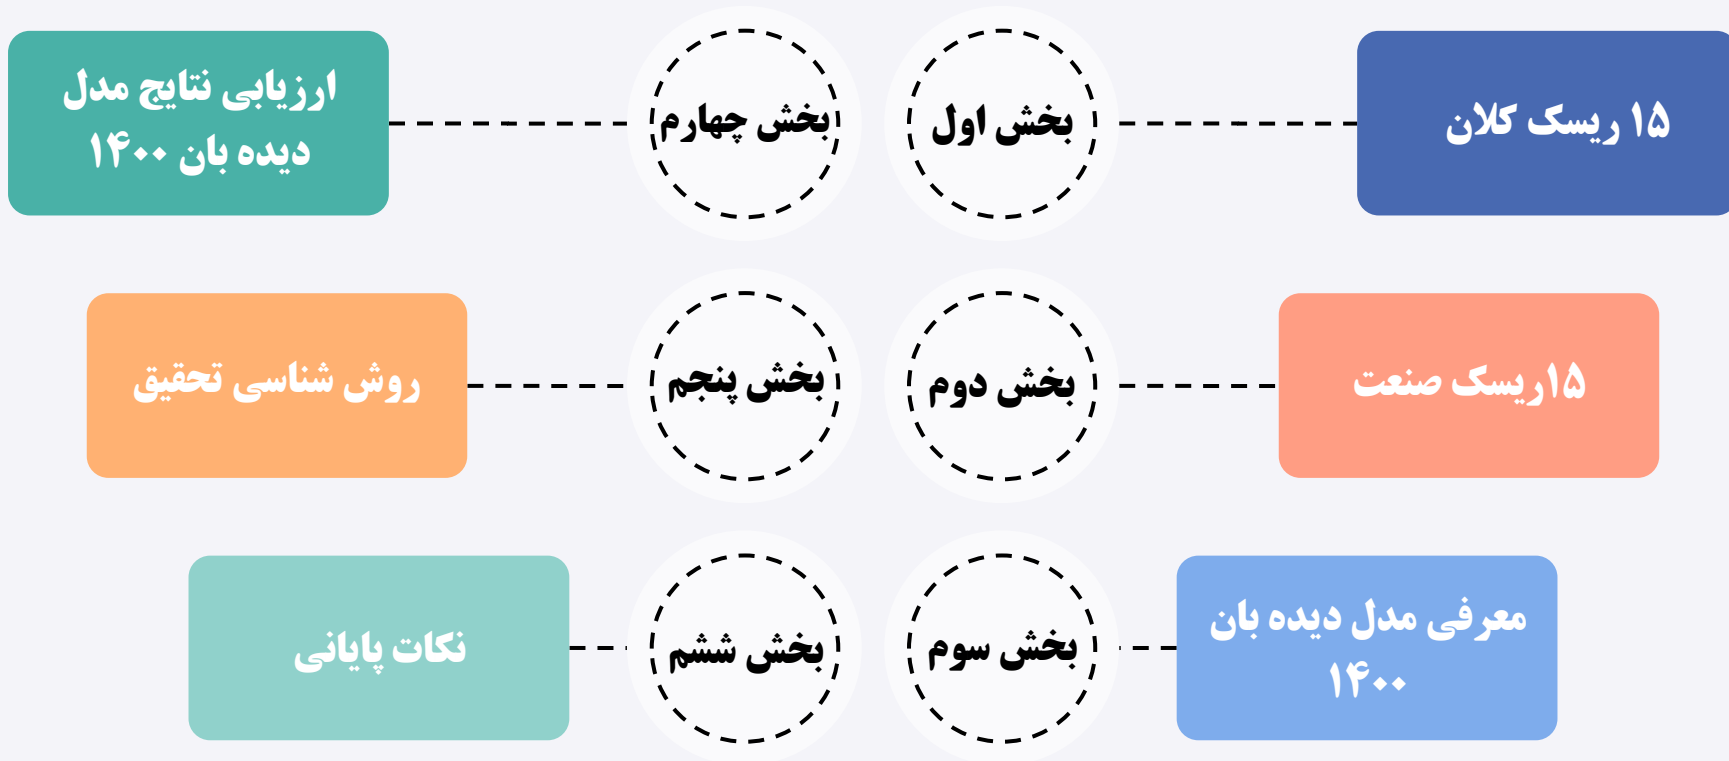 بخش اول
۱۵ ریسک کلان
بخش دوم
۱۵ریسک صنعت
بخش سوم
معرفی مدل دیده بان
۱۴۰۰
بخش چهارم
ارزیابی نتایج مدل
دیده بان ۱۴۰۰
بخش پنجم
روش شناسی تحقیق
بخش ششم
نکات پایانی